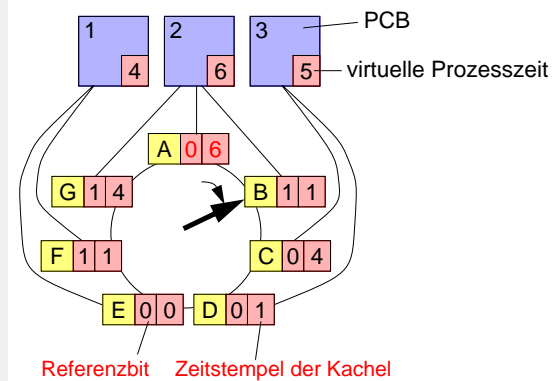 1 2 3 PCB
4 6 5 virtuelle Prozesszeit
A 0 6
G 1 4 B 1 1
F 1 1 C 0 4
E 0 0 D 0 1
Referenzbit Zeitstempel der Kachel